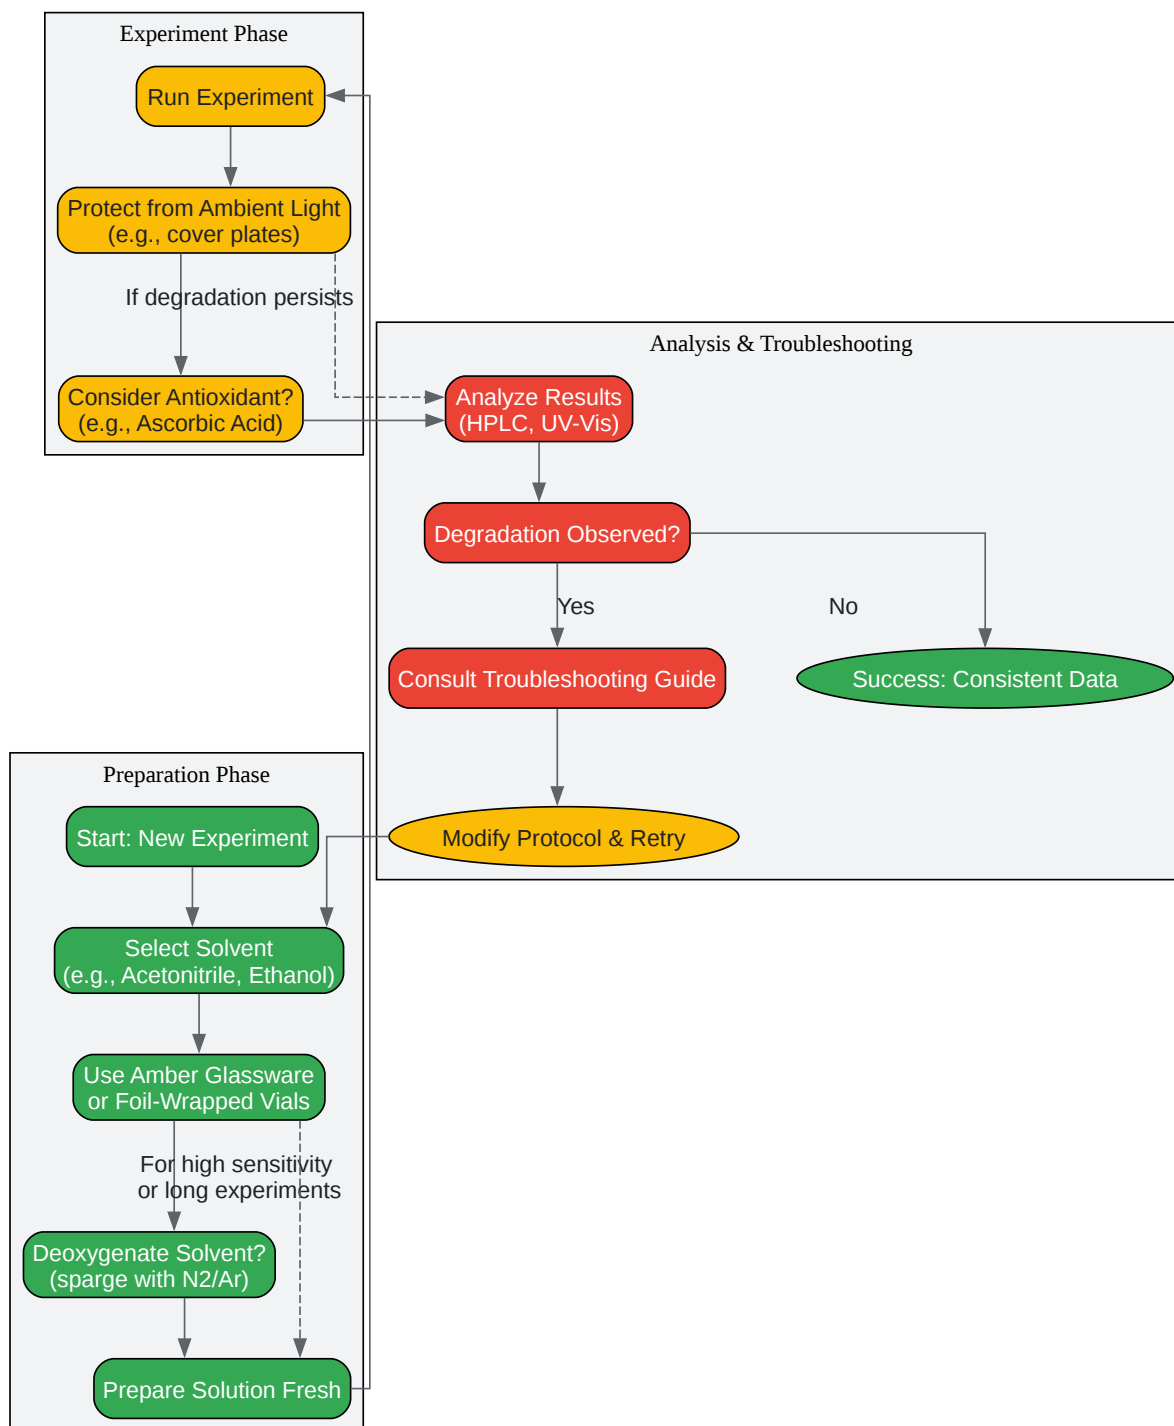 Experiment Phase
Run Experiment
Protect from Ambient Light
(e.g., cover plates)
If degradation persists
Consider Antioxidant?
(e.g., Ascorbic Acid)
Analysis & Troubleshooting
Analyze Results
(HPLC, UV-Vis)
Degradation Observed?
Yes
No
Consult Troubleshooting Guide
Success: Consistent Data
Modify Protocol & Retry
Preparation Phase
Start: New Experiment
Select Solvent
(e.g., Acetonitrile, Ethanol)
Use Amber Glassware
or Foil-Wrapped Vials
For high sensitivity
or long experiments
Deoxygenate Solvent?
(sparge with N2/Ar)
Prepare Solution Fresh